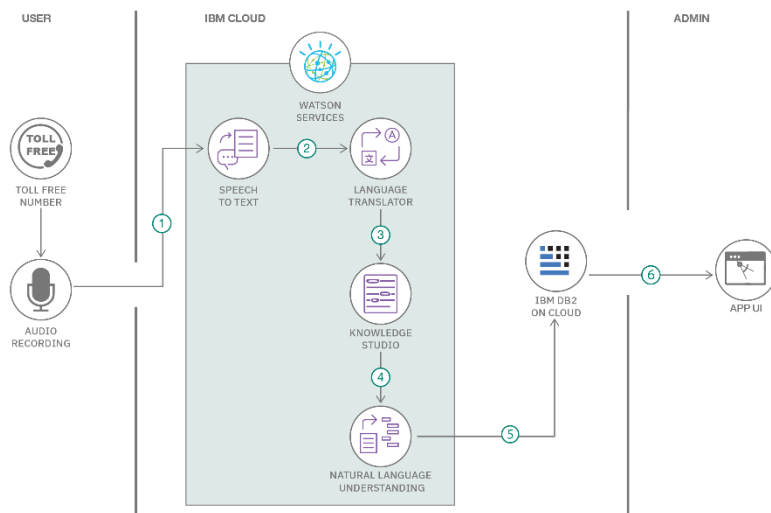 USER
IBM CLOUD
ADMIN
WATSON
SERVICES
TOLL
FREE
TOLL FREE
NUMBER
1
SPEECH
TO TEXT
2
A
文
LANGUAGE
TRANSLATOR
3
AUDIO
RECORDING
KNOWLEDGE
STUDIO
4
NATURAL LANGUAGE
UNDERSTANDING
5
IBM DB2
ON CLOUD
6
APP UI